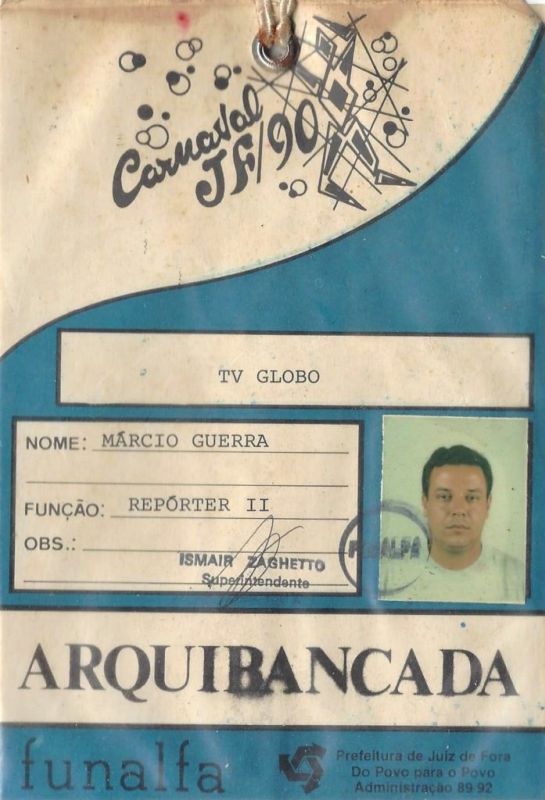 Carnaval
JF/90
TV GLOBO
NOME: MÁRCIO GUERRA
FUNÇÃO: REPÓRTER II
OBS.:
ISMAIR ZAGHETTO
Superintendente
FUNALFA
ARQUIBANCADA
funalfa
Prefeitura de Juiz de Fora
Do Povo para o Povo
Administração 89 92